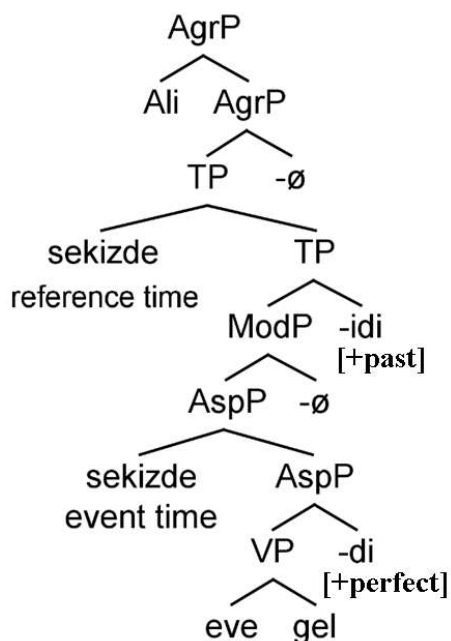 AgrP
Ali AgrP
TP -ø
sekizde TP
reference time
ModP -idi
[+past]
AspP -ø
sekizde AspP
event time
VP -di
[+perfect]
eve gel